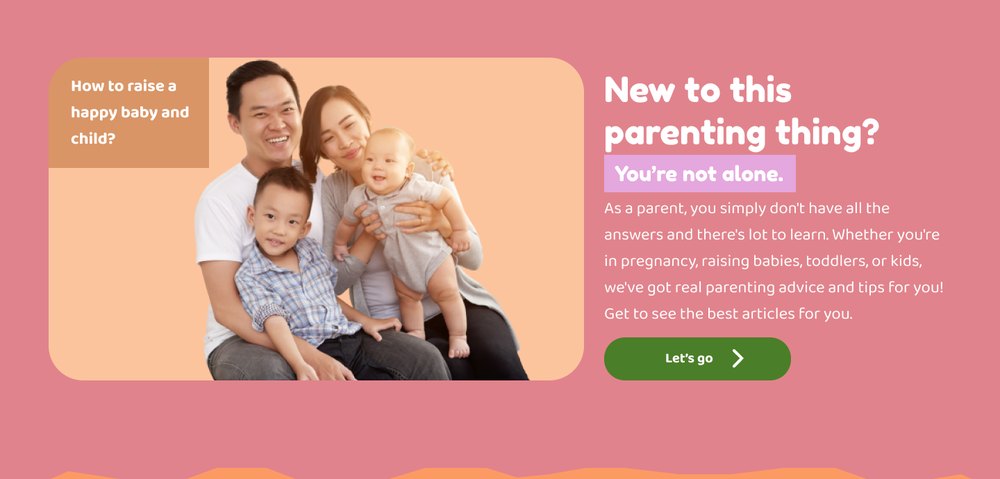 How to raise a
happy baby and
child?
New to this
parenting thing?
You're not alone.
As a parent, you simply don't have all the
answers and there's lot to learn. Whether you're
in pregnancy, raising babies, toddlers, or kids,
we've got real parenting advice and tips for you!
Get to see the best articles for you.
Let's go